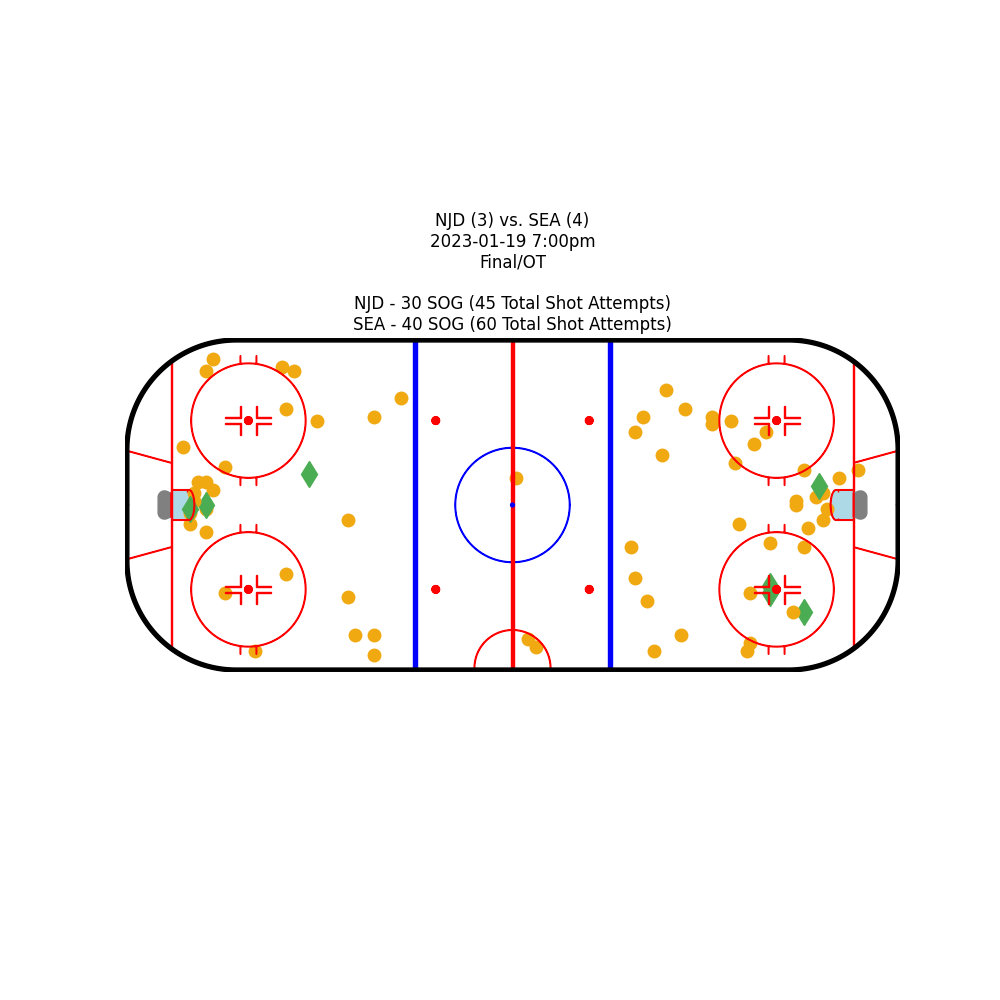 NJD (3) vs. SEA (4)
2023-01-19 7:00pm
Final/OT
NJD - 30 SOG (45 Total Shot Attempts)
SEA - 40 SOG (60 Total Shot Attempts)